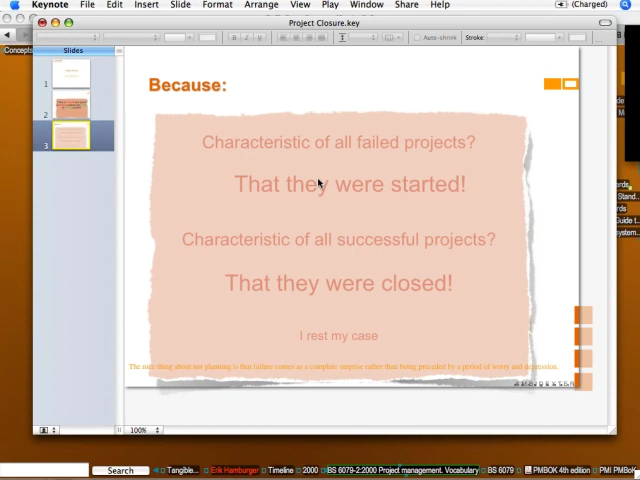 Keynote File Edit Insert Slide Format Arrange View Play Window Share Help (Charged)
Project Closure.key
B I U Auto-shrink Stroke:
Concepts
Slides
1
2
3
Because:
Characteristic of all failed projects?
That they were started!
Characteristic of all successful projects?
That they were closed!
I rest my case
The nice thing about not planning is that failure comes as a complete surprise rather than being preceded by a period of worry and depression.
100%
Search Tangible... Erik Hamburger Timeline 2000 BS 6079-2:2000 Project management. Vocabulary BS 6079 PMBOK 4th edition PMI PMBoK